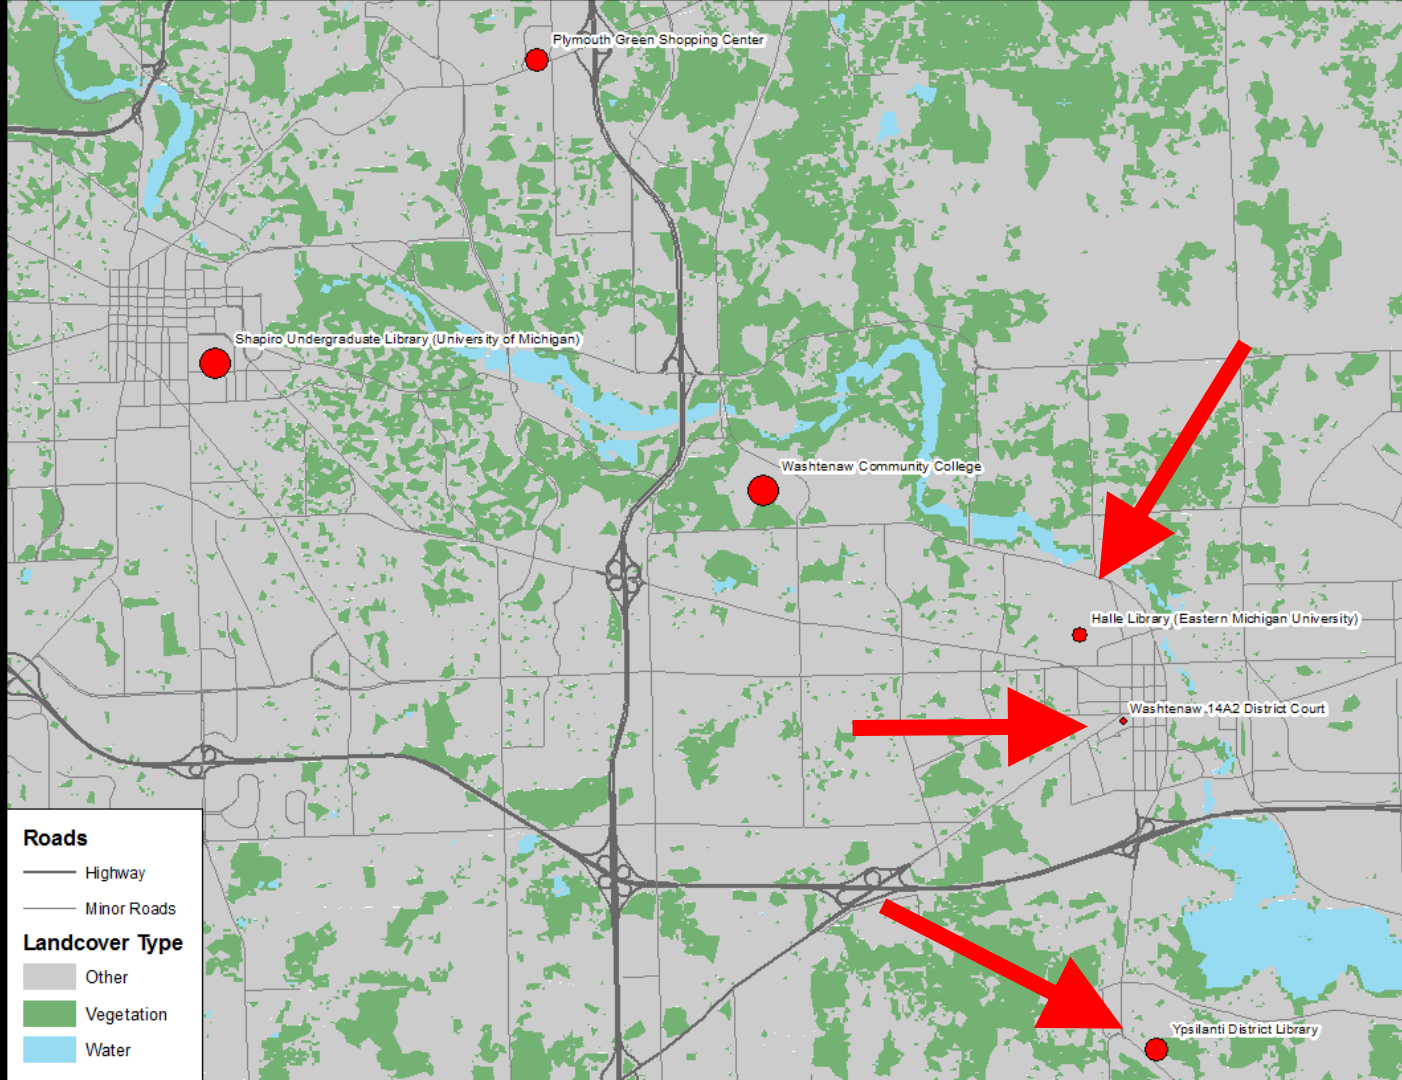 Plymouth Green Shopping Center
Shapiro Undergraduate Library (University of Michigan)
Washtenaw Community College
Halle Library (Eastern Michigan University)
Washtenaw 14A2 District Court
Ypsilanti District Library
Roads
Highway
Minor Roads
Landcover Type
Other
Vegetation
Water